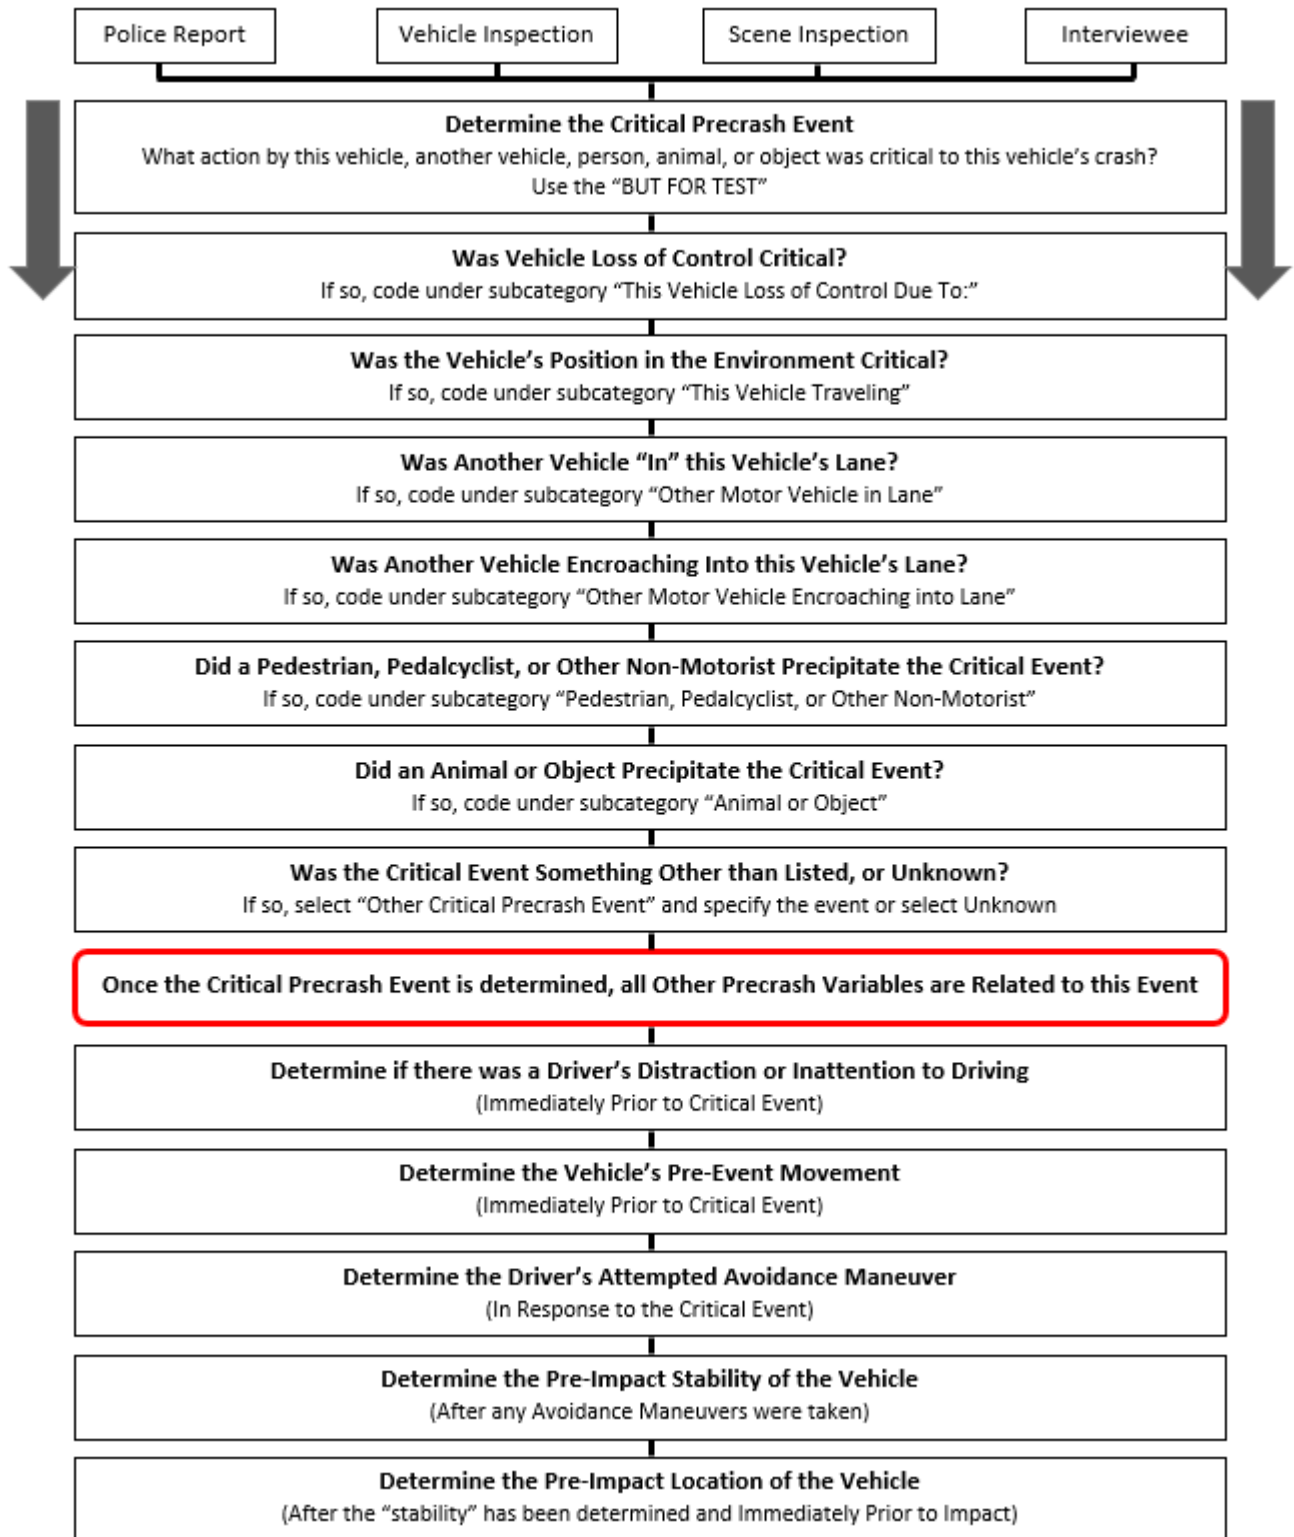 Police Report
Vehicle Inspection
Scene Inspection
Interviewee
Determine the Critical Precrash Event
What action by this vehicle, another vehicle, person, animal, or object was critical to this vehicle’s crash?
Use the “BUT FOR TEST”
Was Vehicle Loss of Control Critical?
If so, code under subcategory “This Vehicle Loss of Control Due To:”
Was the Vehicle’s Position in the Environment Critical?
If so, code under subcategory “This Vehicle Traveling”
Was Another Vehicle “In” this Vehicle’s Lane?
If so, code under subcategory “Other Motor Vehicle in Lane”
Was Another Vehicle Encroaching Into this Vehicle’s Lane?
If so, code under subcategory “Other Motor Vehicle Encroaching into Lane”
Did a Pedestrian, Pedalcyclist, or Other Non-Motorist Precipitate the Critical Event?
If so, code under subcategory “Pedestrian, Pedalcyclist, or Other Non-Motorist”
Did an Animal or Object Precipitate the Critical Event?
If so, code under subcategory “Animal or Object”
Was the Critical Event Something Other than Listed, or Unknown?
If so, select “Other Critical Precrash Event” and specify the event or select Unknown
Once the Critical Precrash Event is determined, all Other Precrash Variables are Related to this Event
Determine if there was a Driver’s Distraction or Inattention to Driving
(Immediately Prior to Critical Event)
Determine the Vehicle’s Pre-Event Movement
(Immediately Prior to Critical Event)
Determine the Driver’s Attempted Avoidance Maneuver
(In Response to the Critical Event)
Determine the Pre-Impact Stability of the Vehicle
(After any Avoidance Maneuvers were taken)
Determine the Pre-Impact Location of the Vehicle
(After the “stability” has been determined and Immediately Prior to Impact)